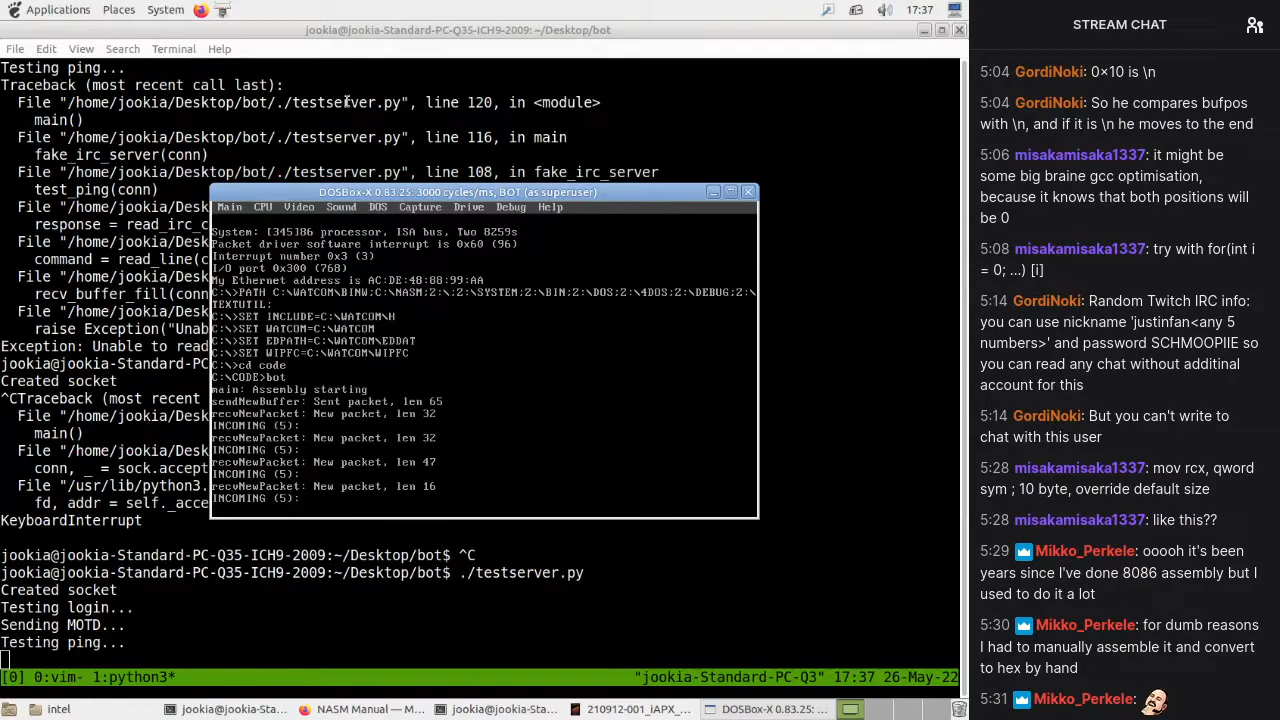 Applications Places System 17:37
jookia@jookia-Standard-PC-Q35-ICH9-2009: ~/Desktop/bot
File Edit View Search Terminal Help
Testing ping...
Traceback (most recent call last):
File "/home/jookia/Desktop/bot/./testserver.py", line 120, in <module>
main()
File "/home/jookia/Desktop/bot/./testserver.py", line 116, in main
fake_irc_server(conn)
File "/home/jookia/Desktop/bot/./testserver.py", line 108, in fake_irc_server
test_ping(conn)
File "/home/jookia/Desktop
response = read_irc_c
File "/home/jookia/Desktop
command = read_line(c
File "/home/jookia/Desktop
recv_buffer_fill(conn
File "/home/jookia/Desktop
raise Exception("Unab
Exception: Unable to read
jookia@jookia-Standard-PC
Created socket
^CTraceback (most recent
File "/home/jookia/Desktop
main()
File "/home/jookia/Desktop
conn, _ = sock.accept
File "/usr/lib/python3.
fd, addr = self._acce
KeyboardInterrupt
jookia@jookia-Standard-PC-Q35-ICH9-2009:~/Desktop/bot$ ^C
jookia@jookia-Standard-PC-Q35-ICH9-2009:~/Desktop/bot$ ./testserver.py
Created socket
Testing login...
Sending MOTD...
Testing ping...
[0] 0:vim- 1:python3* "jookia-Standard-PC-Q3" 17:37 26-May-22
DOSBox-X 0.83.25: 3000 cycles/ms, BOT (as superuser)
Main CPU Video Sound DOS Capture Drive Debug Help
System: [345]86 processor, ISA bus, Two 8259s
Packet driver software interrupt is 0x60 (96)
Interrupt number 0x3 (3)
I/O port 0x300 (768)
My Ethernet address is AC:DE:48:88:99:AA
C:\>PATH C:\WATCOM\BINW;C:\NASM;Z:\;Z:\SYSTEM;Z:\BIN;Z:\DOS;Z:\4DOS;Z:\DEBUG;Z:\
TEXTUTIL;
C:\>SET INCLUDE=C:\WATCOM\H
C:\>SET WATCOM=C:\WATCOM
C:\>SET EDPATH=C:\WATCOM\EDDAT
C:\>SET WIPFC=C:\WATCOM\WIPFC
C:\>cd code
C:\CODE>bot
main: Assembly starting
sendNewBuffer: Sent packet, len 65
recvNewPacket: New packet, len 32
INCOMING (5):
recvNewPacket: New packet, len 32
INCOMING (5):
recvNewPacket: New packet, len 47
INCOMING (5):
recvNewPacket: New packet, len 16
INCOMING (5):
intel jookia@jookia-Sta... NASM Manual — M... jookia@jookia-Sta... 210912-001_iAPX_... DOSBox-X 0.83.25: ...
STREAM CHAT
5:04 GordiNoki: 0×10 is \n
5:04 GordiNoki: So he compares bufpos
with \n, and if it is \n he moves to the end
5:06 misakamisaka1337: it might be
some big braine gcc optimisation,
because it knows that both positions will
be 0
5:08 misakamisaka1337: try with for(int i
= 0; ...) [i]
5:14 GordiNoki: Random Twitch IRC info:
you can use nickname 'justinfan<any 5
numbers>' and password SCHMOOPIIE so
you can read any chat without additinal
account for this
5:14 GordiNoki: But you can't write to
chat with this user
5:28 misakamisaka1337: mov rcx, qword
sym ; 10 byte, override default size
5:28 misakamisaka1337: like this??
5:29 Mikko_Perkele: ooooh it's been
years since I've done 8086 assembly but I
used to do it a lot
5:30 Mikko_Perkele: for dumb reasons
I had to manually assemble it and convert
to hex by hand
5:31 Mikko_Perkele: